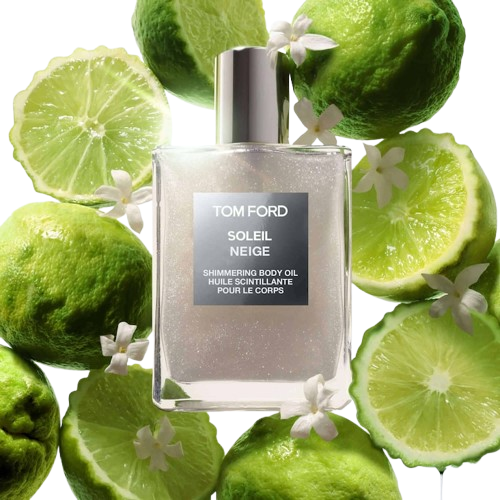 TOM FORD
SOLEIL
NEIGE
SHIMMERING BODY OIL
HUILE SCINTILLANTE
POUR LE CORPS